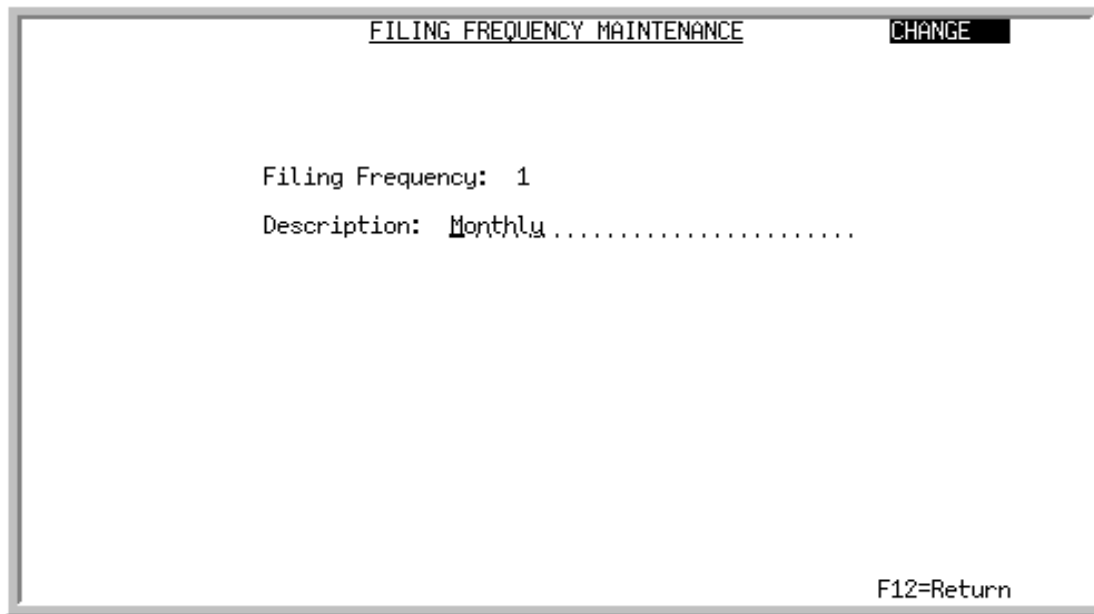 FILING FREQUENCY MAINTENANCE CHANGE
Filing Frequency: 1
Description: Monthly.......................
F12=Return